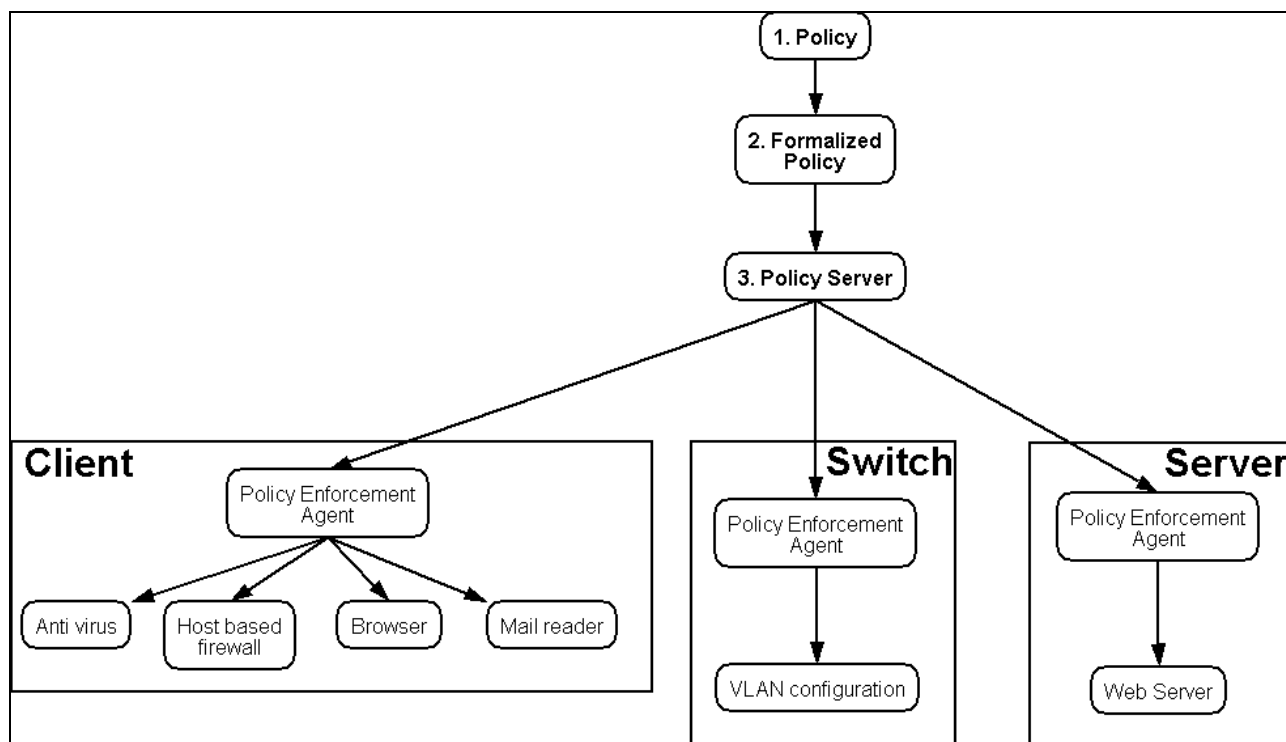 1. Policy
2. Formalized
Policy
3. Policy Server
Client
Policy Enforcement
Agent
Anti virus
Host based
firewall
Browser
Mail reader
Switch
Policy Enforcement
Agent
VLAN configuration
Server
Policy Enforcement
Agent
Web Server